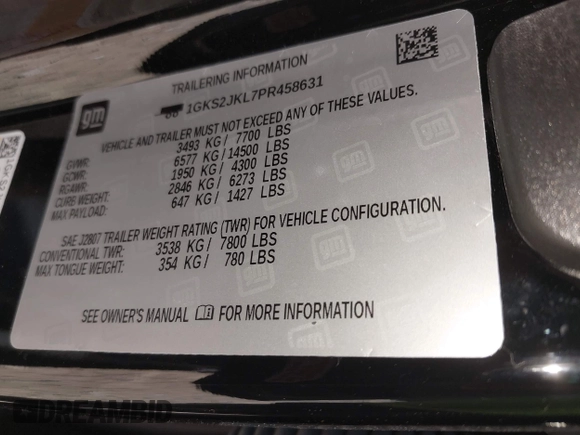 TRAILERING INFORMATION
gm
1GKS2JKL7PR458631
VEHICLE AND TRAILER MUST NOT EXCEED ANY OF THESE VALUES.
GVWR: 3493 KG / 7700 LBS
GCWR: 6577 KG / 14500 LBS
RGAWR: 1950 KG / 4300 LBS
CURB WEIGHT: 2846 KG / 6273 LBS
MAX PAYLOAD: 647 KG / 1427 LBS
SAE J2807 TRAILER WEIGHT RATING (TWR) FOR VEHICLE CONFIGURATION.
CONVENTIONAL TWR: 3538 KG / 7800 LBS
MAX TONGUE WEIGHT: 354 KG / 780 LBS
SEE OWNER'S MANUAL FOR MORE INFORMATION
DREAMBID